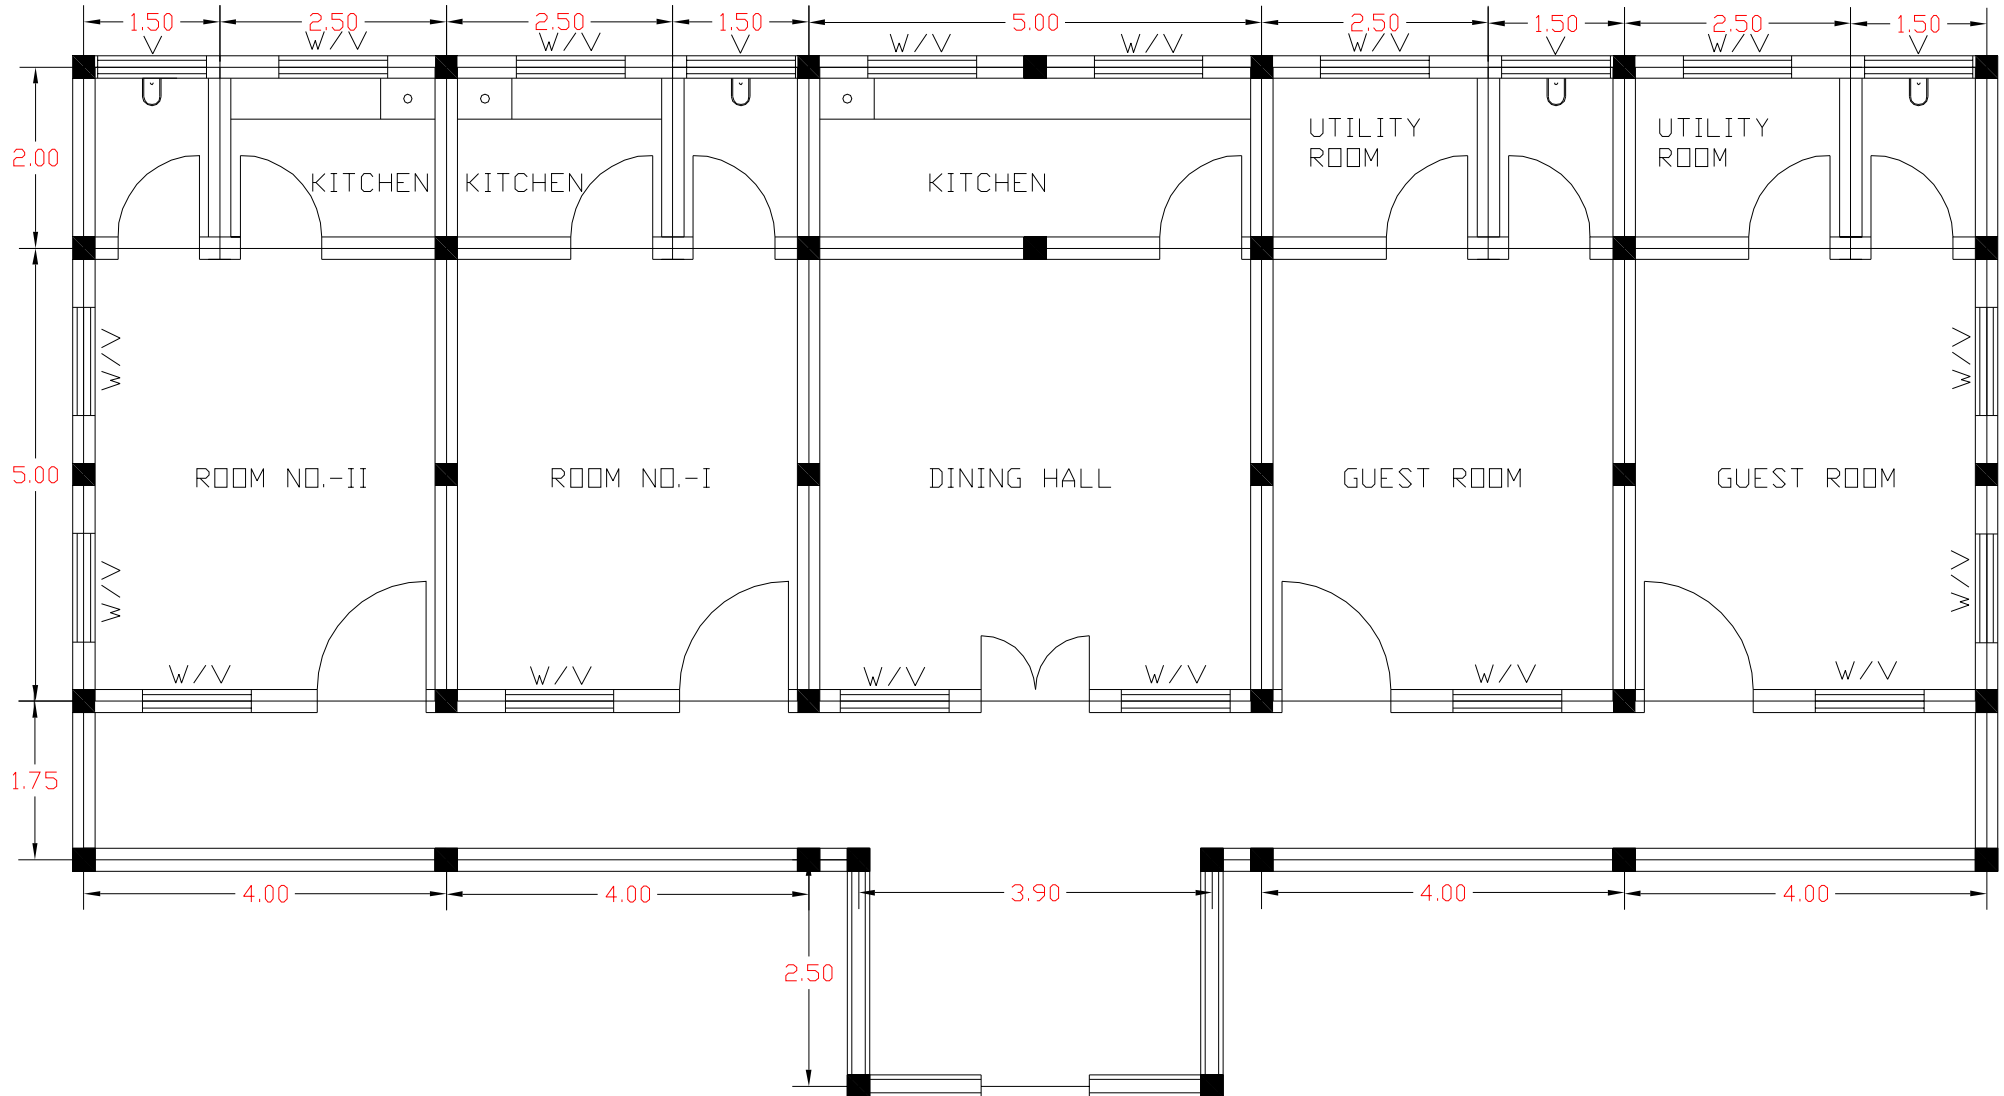 1.50 2.50 2.50 1.50 5.00 2.50 1.50 2.50 1.50
V W/V W/V V W/V W/V W/V V W/V V
2.00
UTILITY ROOM
UTILITY ROOM
KITCHEN KITCHEN KITCHEN
W/V W/V
5.00
ROOM NO.-II ROOM NO.-I DINING HALL GUEST ROOM GUEST ROOM
W/V W/V
W/V W/V W/V W/V W/V W/V
1.75
4.00 4.00 3.90 4.00 4.00
2.50